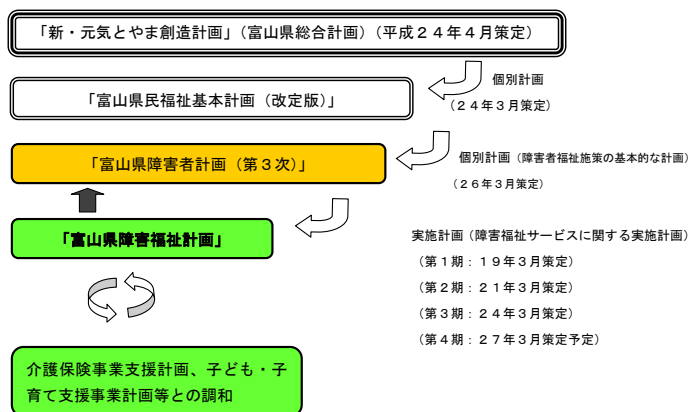 「新・元気とやま創造計画」（富山県総合計画）（平成２４年４月策定）
個別計画
（２４年３月策定）
「富山県民福祉基本計画（改定版）」
個別計画（障害者福祉施策の基本的な計画）
（２６年３月策定）
「富山県障害者計画（第３次）」
「富山県障害福祉計画」
実施計画（障害福祉サービスに関する実施計画）
（第１期：１９年３月策定）
（第２期：２１年３月策定）
（第３期：２４年３月策定）
（第４期：２７年３月策定予定）
介護保険事業支援計画、子ども・子
育て支援事業計画等との調和